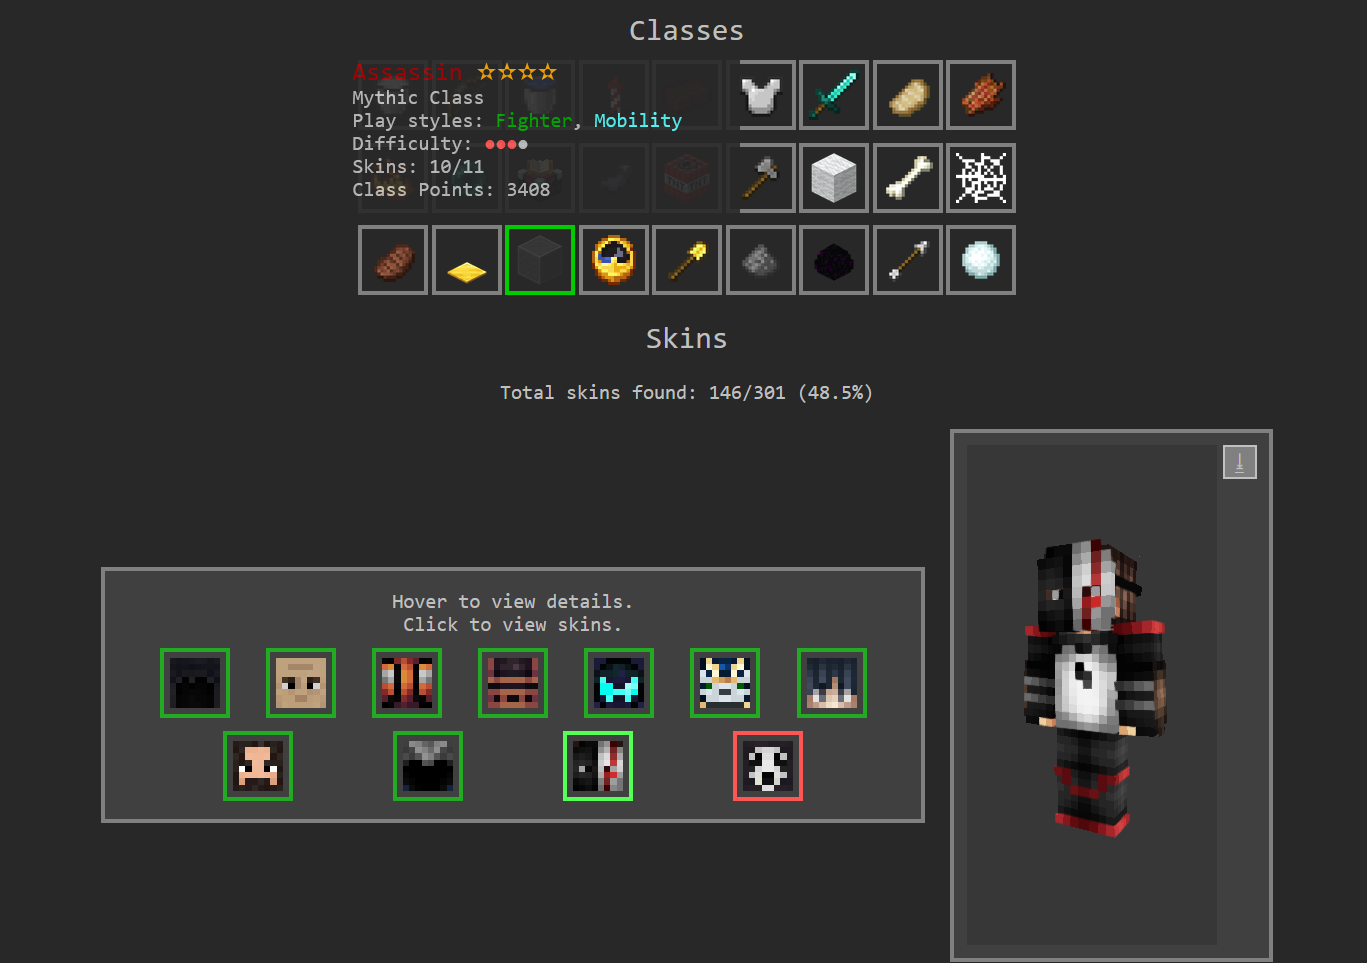 Classes
Assassin ☆☆☆☆
Mythic Class
Play styles: Fighter, Mobility
Difficulty: ●●●●
Skins: 10/11
Class Points: 3408
Skins
Total skins found: 146/301 (48.5%)
Hover to view details.
Click to view skins.